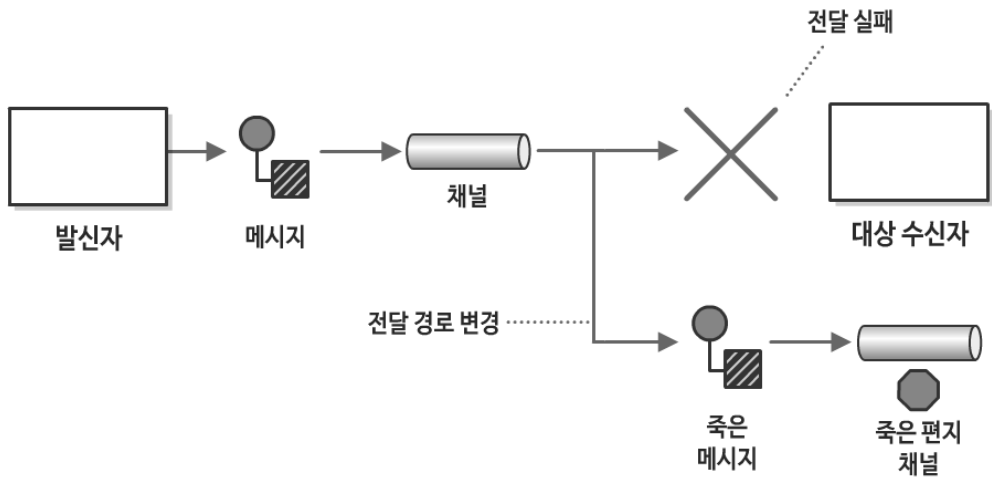 전달 실패
발신자
메시지
채널
대상 수신자
전달 경로 변경
죽은
메시지
죽은 편지
채널